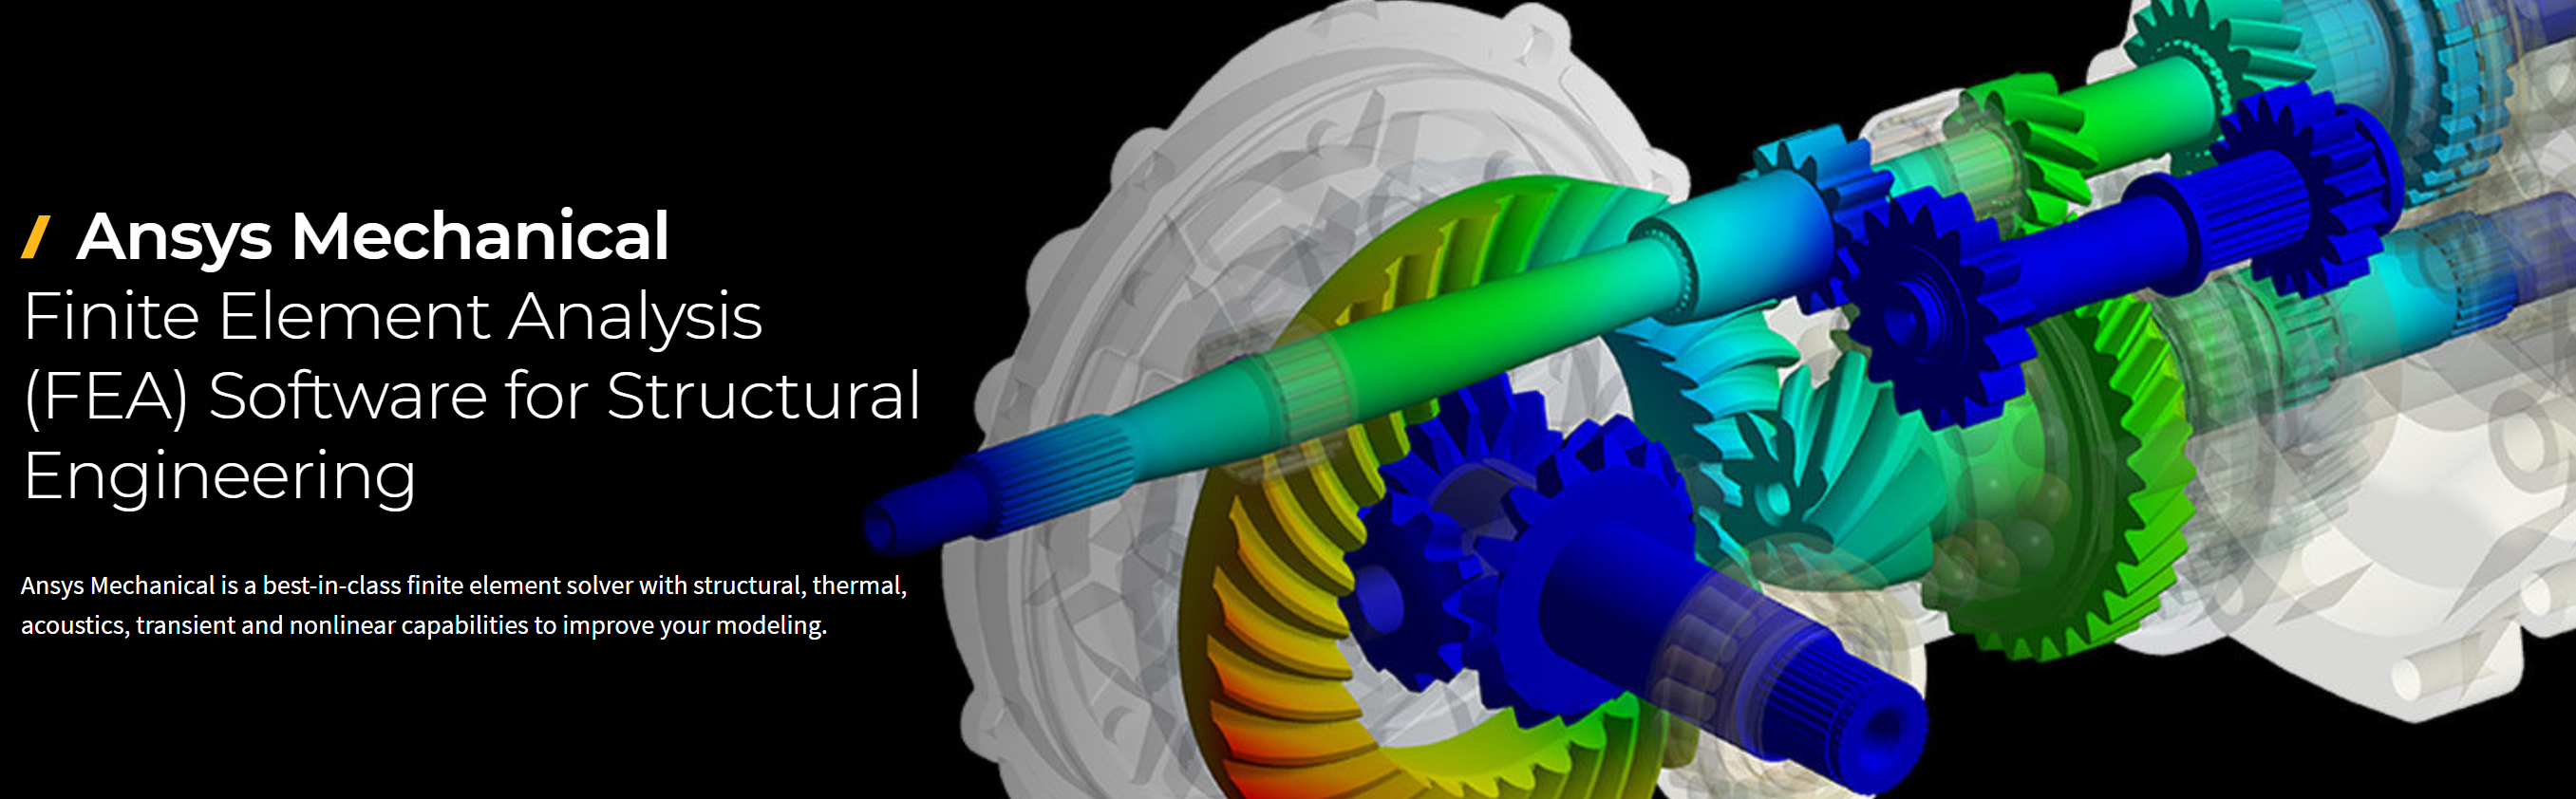 Ansys Mechanical
Finite Element Analysis
(FEA) Software for Structural
Engineering
Ansys Mechanical is a best-in-class finite element solver with structural, thermal,
acoustics, transient and nonlinear capabilities to improve your modeling.